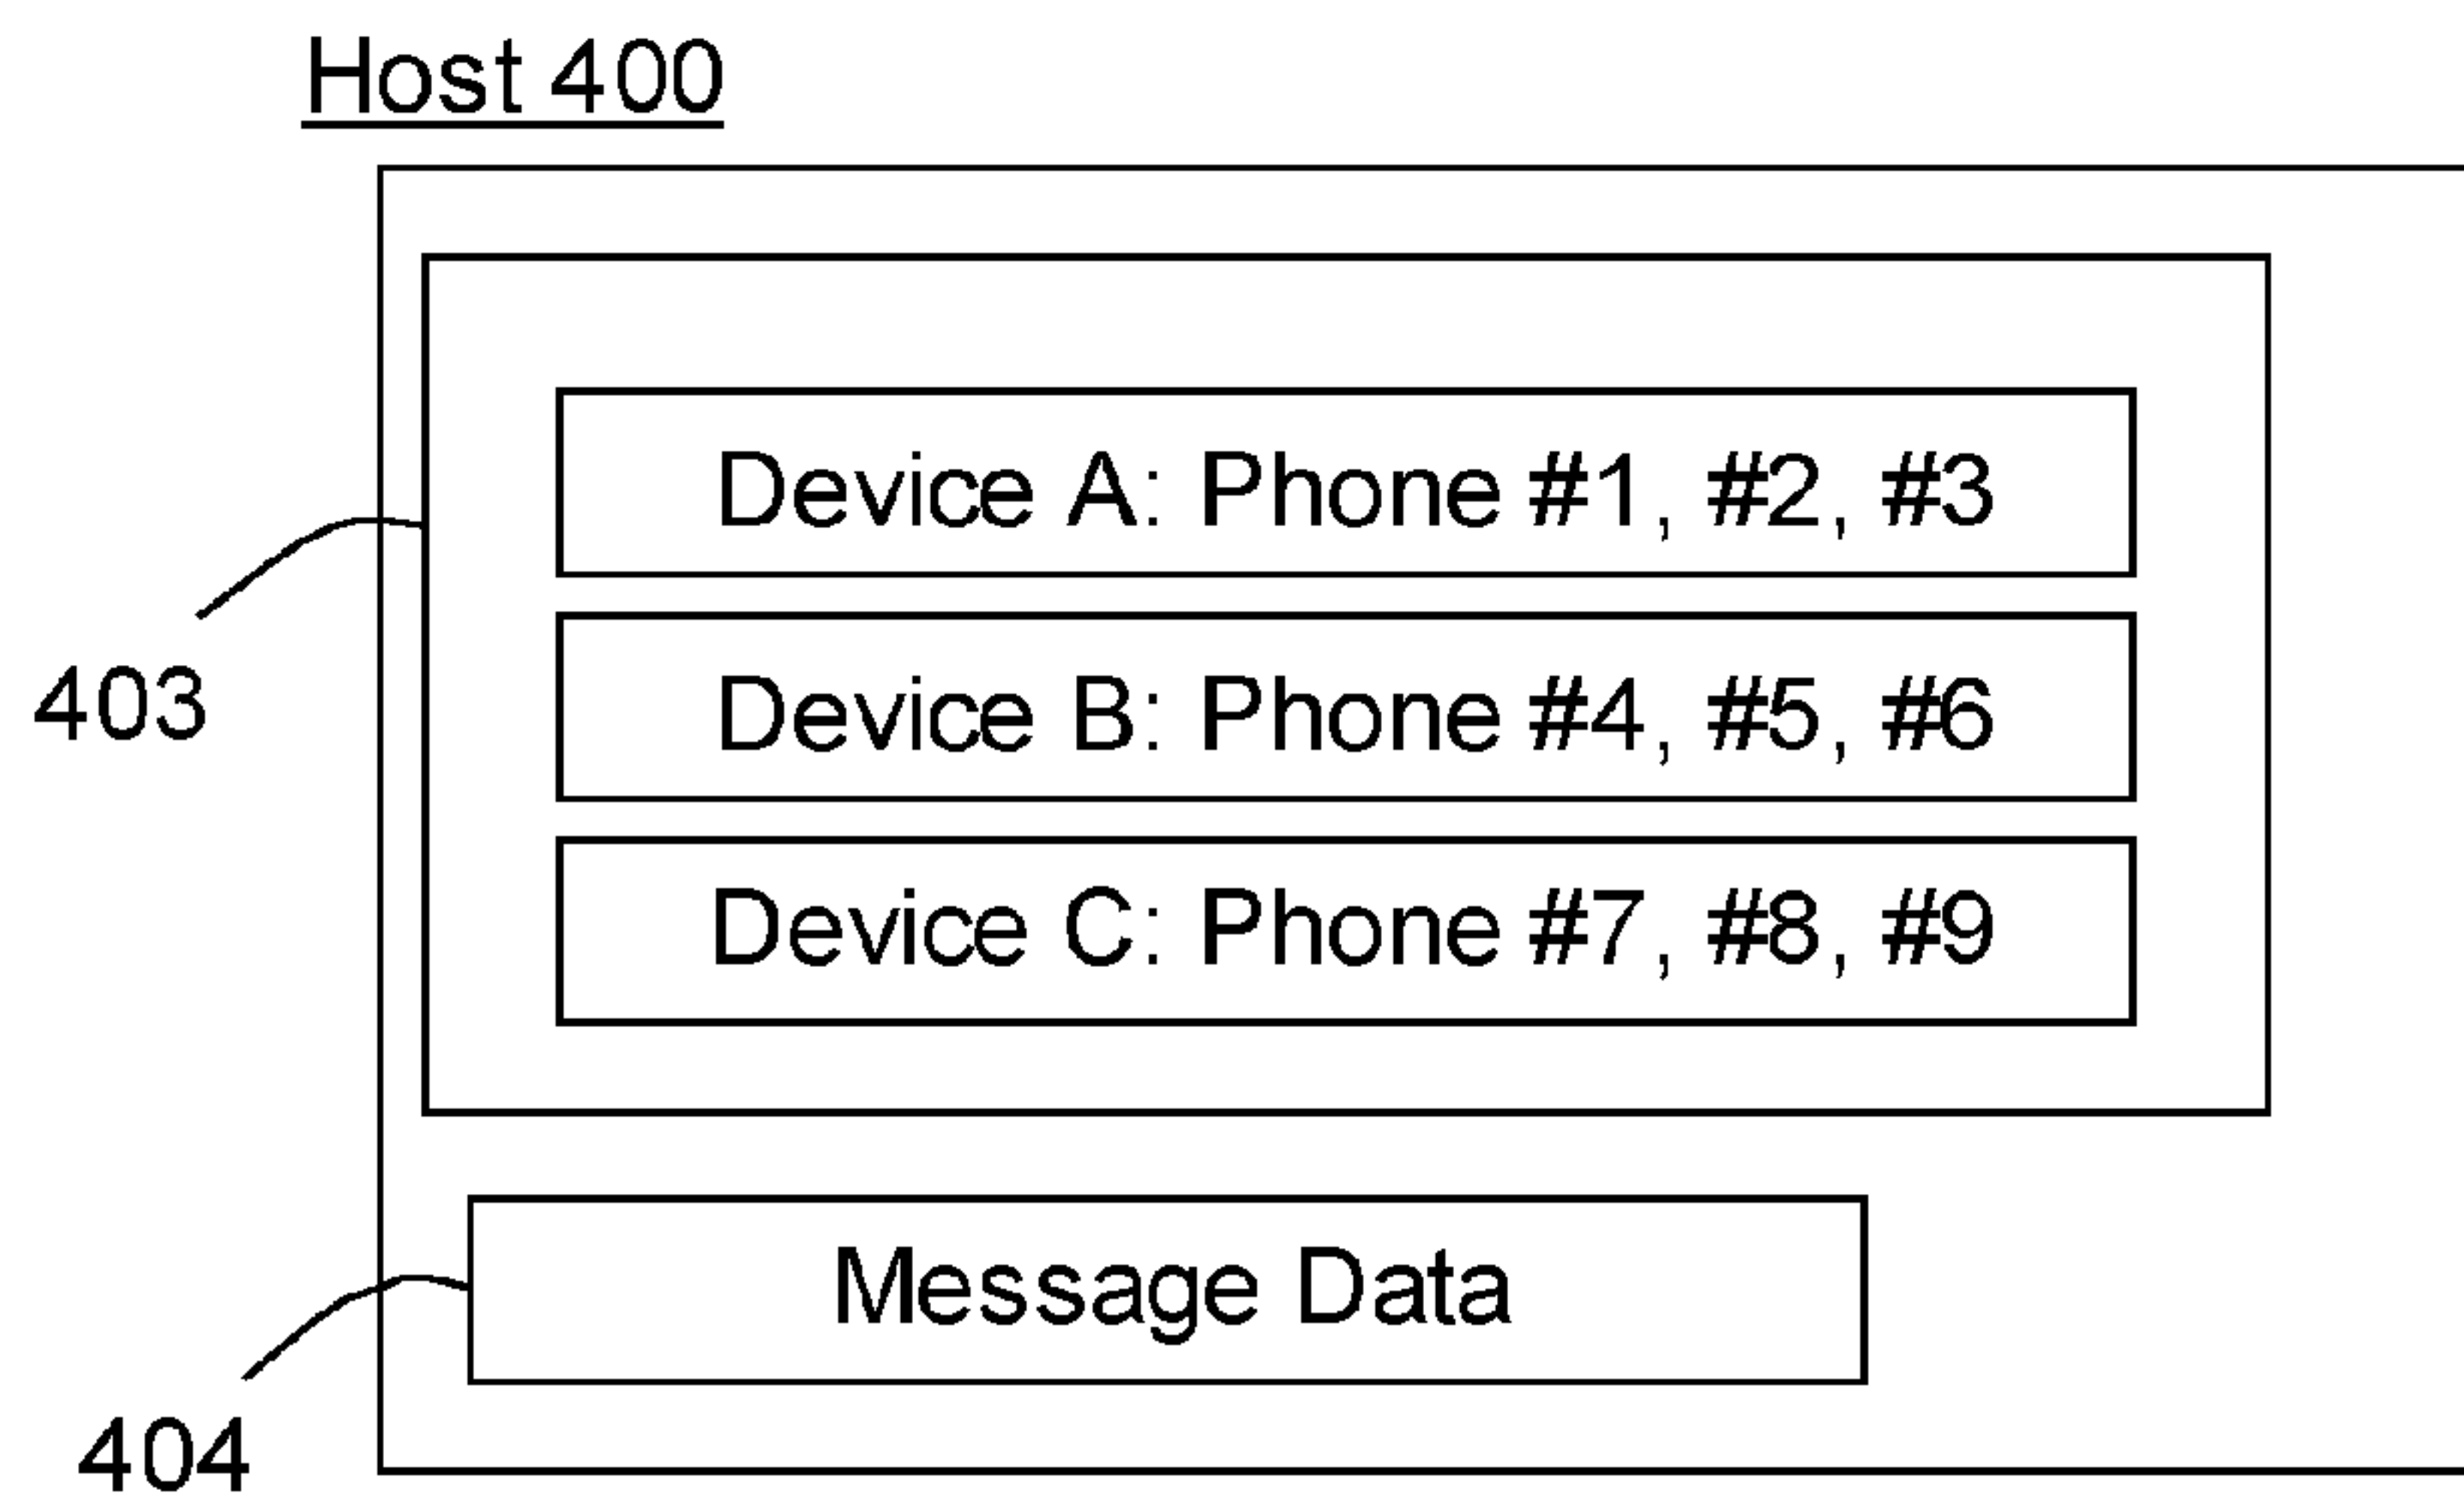 Host 400
Device A: Phone #1, #2, #3
403
Device B: Phone #4, #5, #6
Device C: Phone #7, #8, #9
Message Data
404